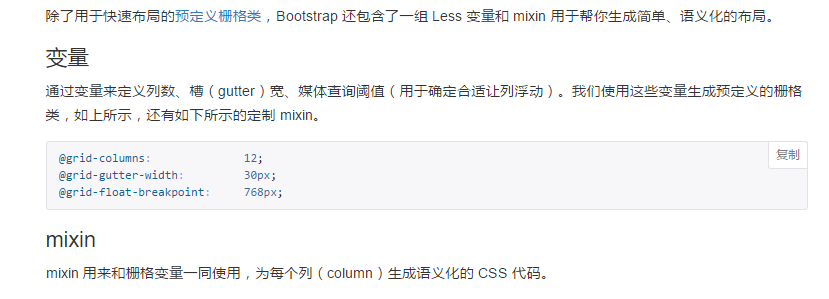 除了用于快速布局的预定义栅格类，Bootstrap 还包含了一组 Less 变量和 mixin 用于帮你生成简单、语义化的布局。
变量
通过变量来定义列数、槽（gutter）宽、媒体查询阈值（用于确定合适让列浮动）。我们使用这些变量生成预定义的栅格
类，如上所示，还有如下所示的定制 mixin。
复制
@grid-columns: 12;
@grid-gutter-width: 30px;
@grid-float-breakpoint: 768px;
mixin
mixin 用来和栅格变量一同使用，为每个列（column）生成语义化的 CSS 代码。